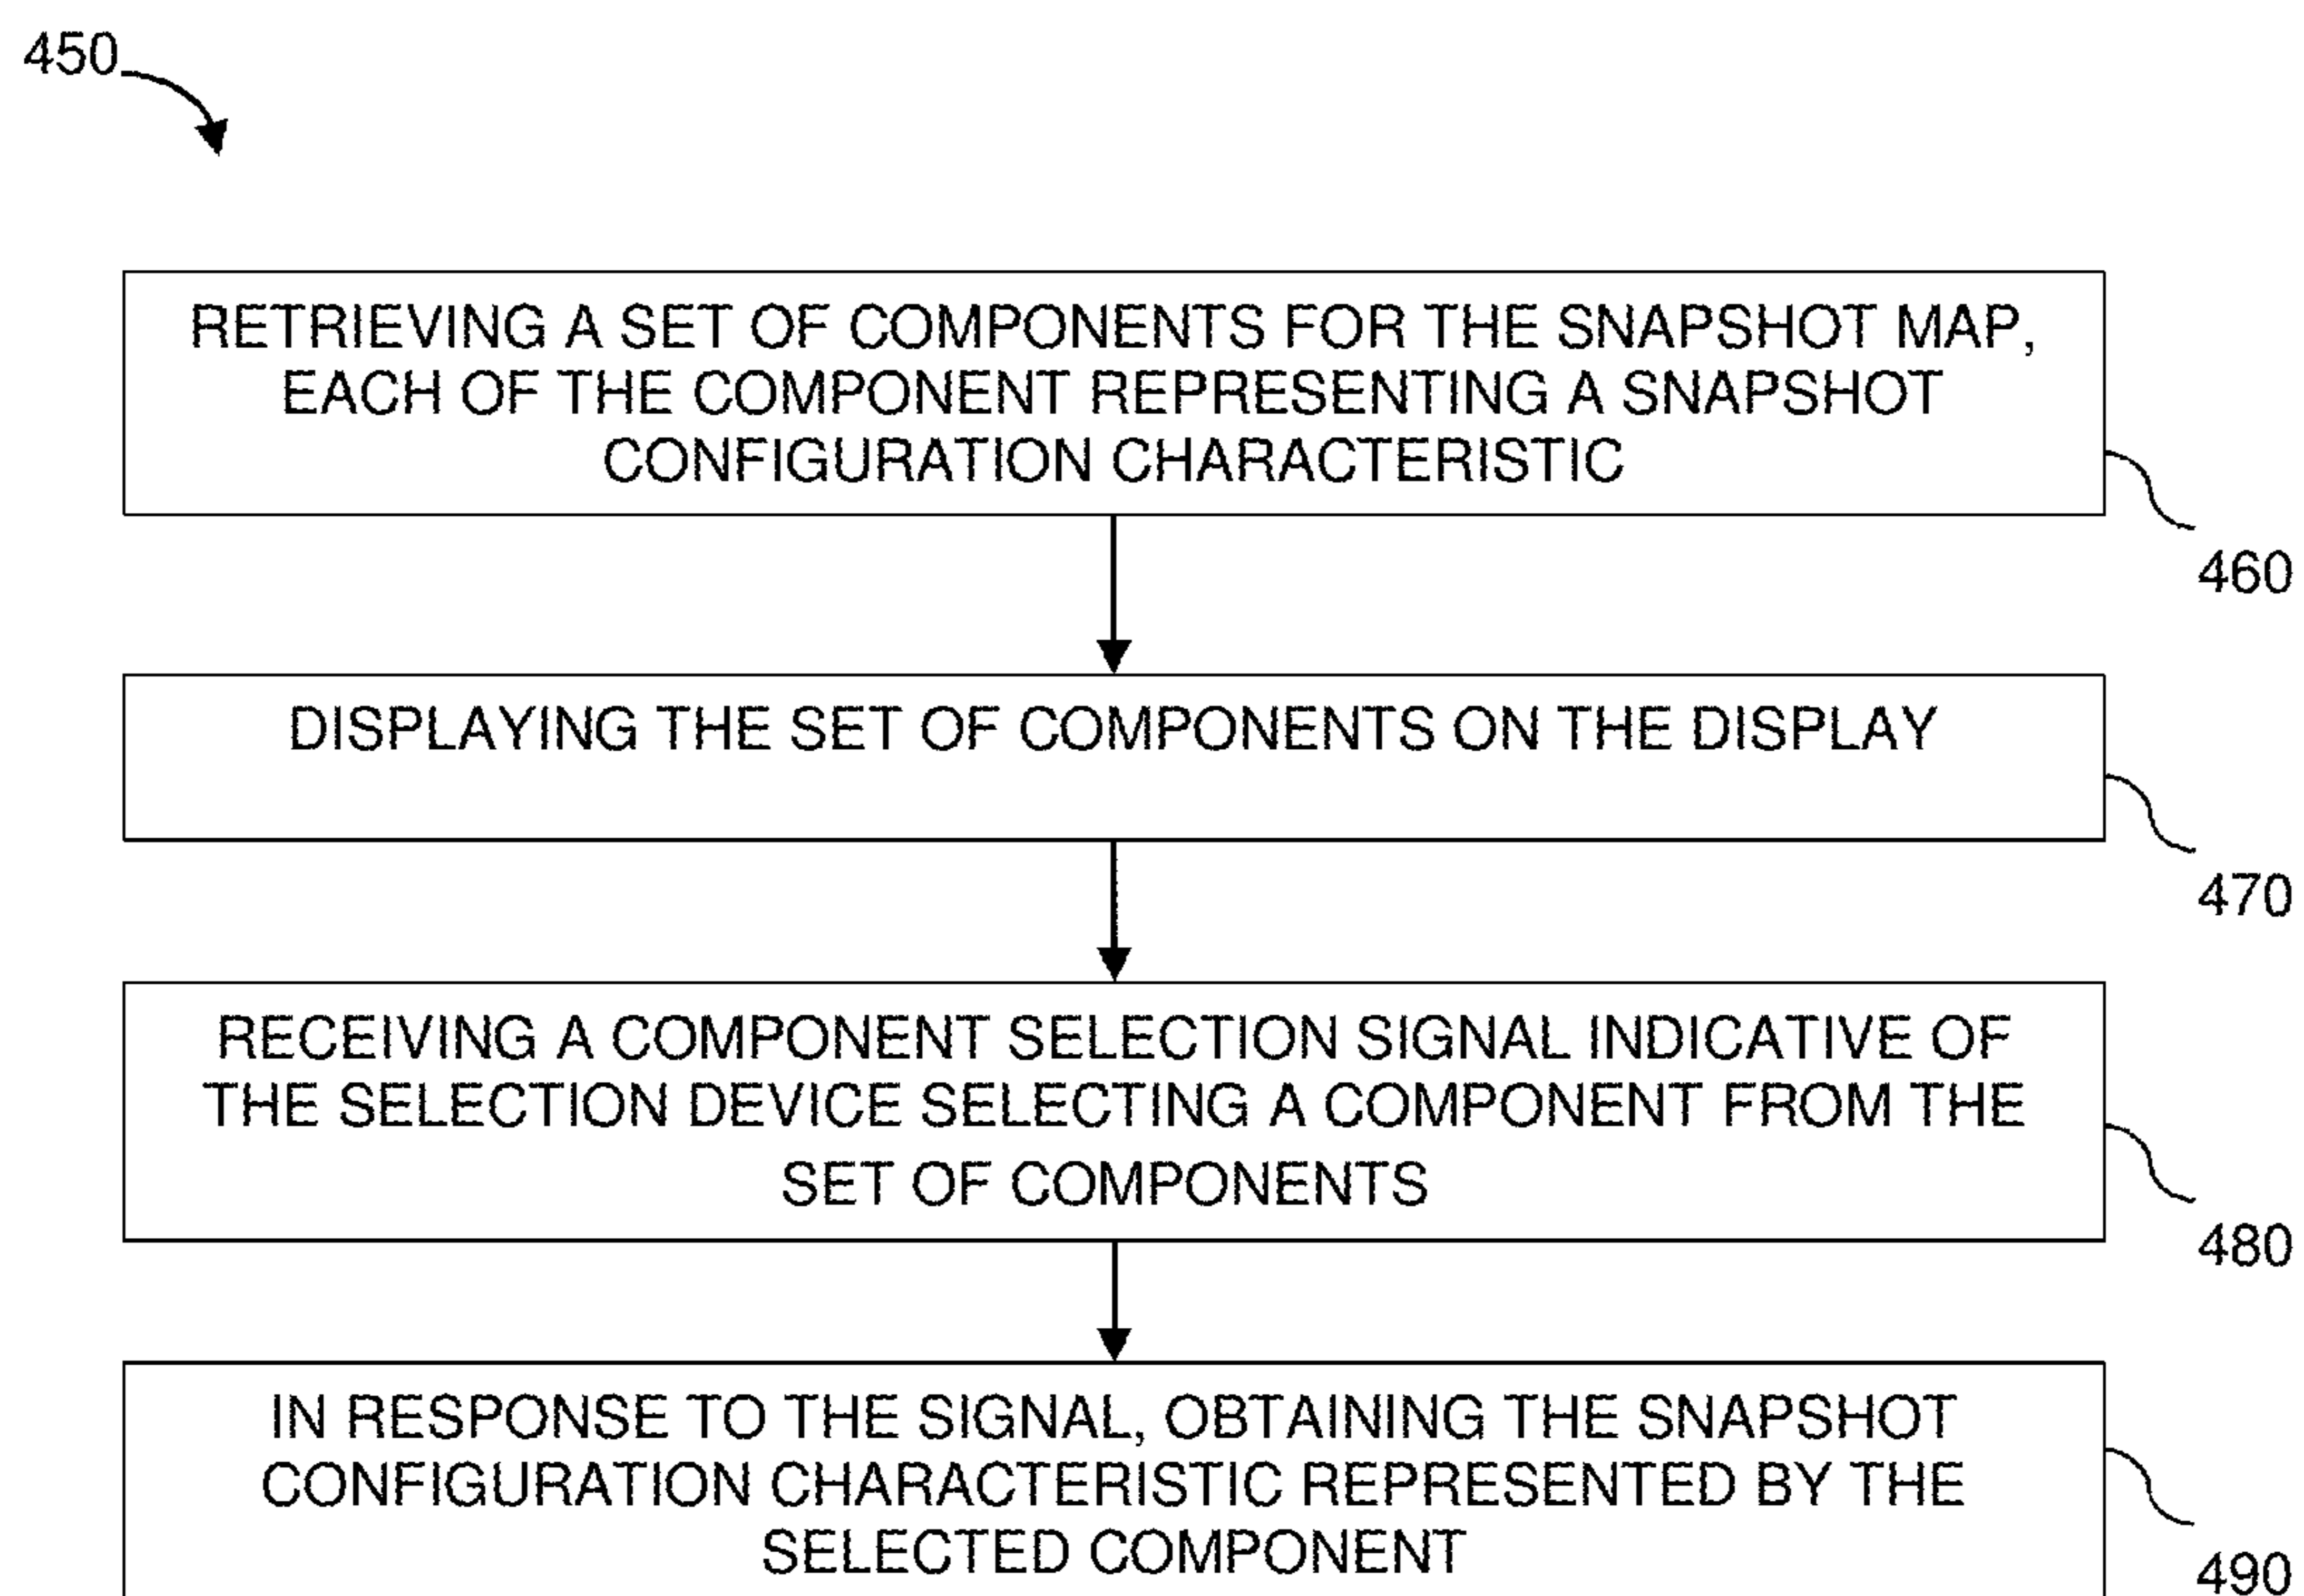 450
RETRIEVING A SET OF COMPONENTS FOR THE SNAPSHOT MAP,
EACH OF THE COMPONENT REPRESENTING A SNAPSHOT
CONFIGURATION CHARACTERISTIC
460
DISPLAYING THE SET OF COMPONENTS ON THE DISPLAY
470
RECEIVING A COMPONENT SELECTION SIGNAL INDICATIVE OF
THE SELECTION DEVICE SELECTING A COMPONENT FROM THE
SET OF COMPONENTS
480
IN RESPONSE TO THE SIGNAL, OBTAINING THE SNAPSHOT
CONFIGURATION CHARACTERISTIC REPRESENTED BY THE
SELECTED COMPONENT
490